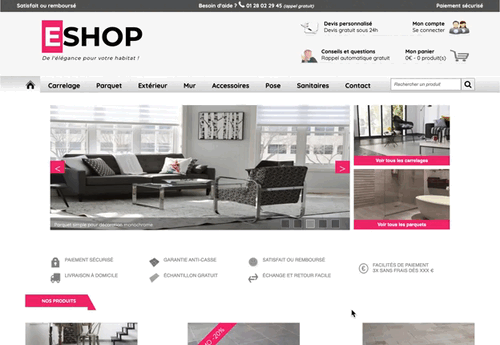 Satisfait ou remboursé
Besoin d'aide ? 01 28 02 29 45 (appel gratuit)
Paiement sécurisé
ESHOP
De l'élégance pour votre habitat !
Devis personnalisé
Devis gratuit sous 24h
Mon compte
Se connecter
Conseils et questions
Rappel automatique gratuit
Mon panier
0€ - 0 produit(s)
Carrelage Parquet Extérieur Mur Accessoires Pose Sanitaires Contact
Rechercher un produit
<
>
Parquet simple pour décoration monochrome
Voir tous les carrelages
Voir tous les parquets
PAIEMENT SÉCURISÉ
GARANTIE ANTI-CASSE
SATISFAIT OU REMBOURSÉ
FACILITÉS DE PAIEMENT
3X SANS FRAIS DÈS XXX €
LIVRAISON À DOMICILE
ÉCHANTILLON GRATUIT
ÉCHANGE ET RETOUR FACILE
NOS PRODUITS
-20%